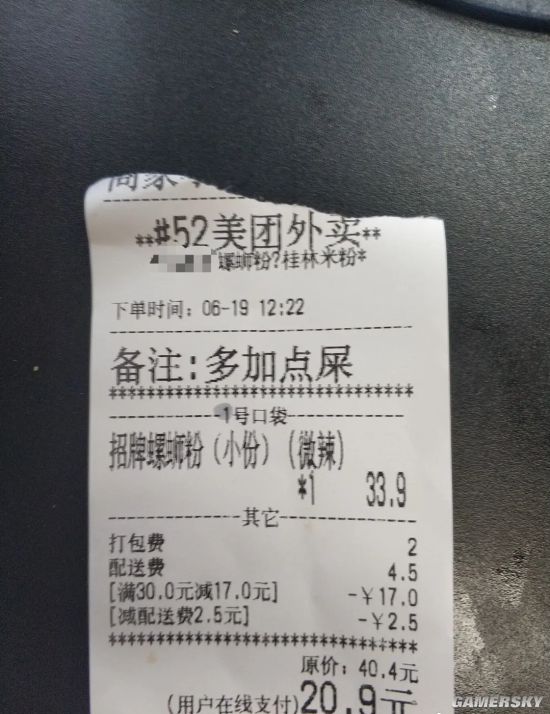 商家
**#52美团外卖**
螺蛳粉?桂林米粉*
下单时间: 06-19 12:22
备注:多加点屎
********************************
1号口袋
招牌螺蛳粉（小份）（微辣）
*1 33.9
其它
打包费 2
配送费 4.5
[满30.0元减17.0元] -￥17.0
[减配送费2.5元] -￥2.5
********************************
原价: 40.4元
(用户在线支付)20.9元
GAMERSKY